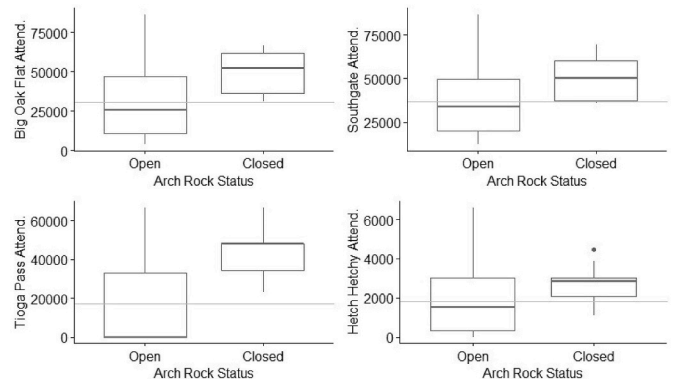 Big Oak Flat Attend.
75000
50000
25000
0
Open
Closed
Arch Rock Status
Southgate Attend.
75000
50000
25000
Open
Closed
Arch Rock Status
Tioga Pass Attend.
60000
40000
20000
0
Open
Closed
Arch Rock Status
Hetch Hetchy Attend.
6000
4000
2000
0
Open
Closed
Arch Rock Status